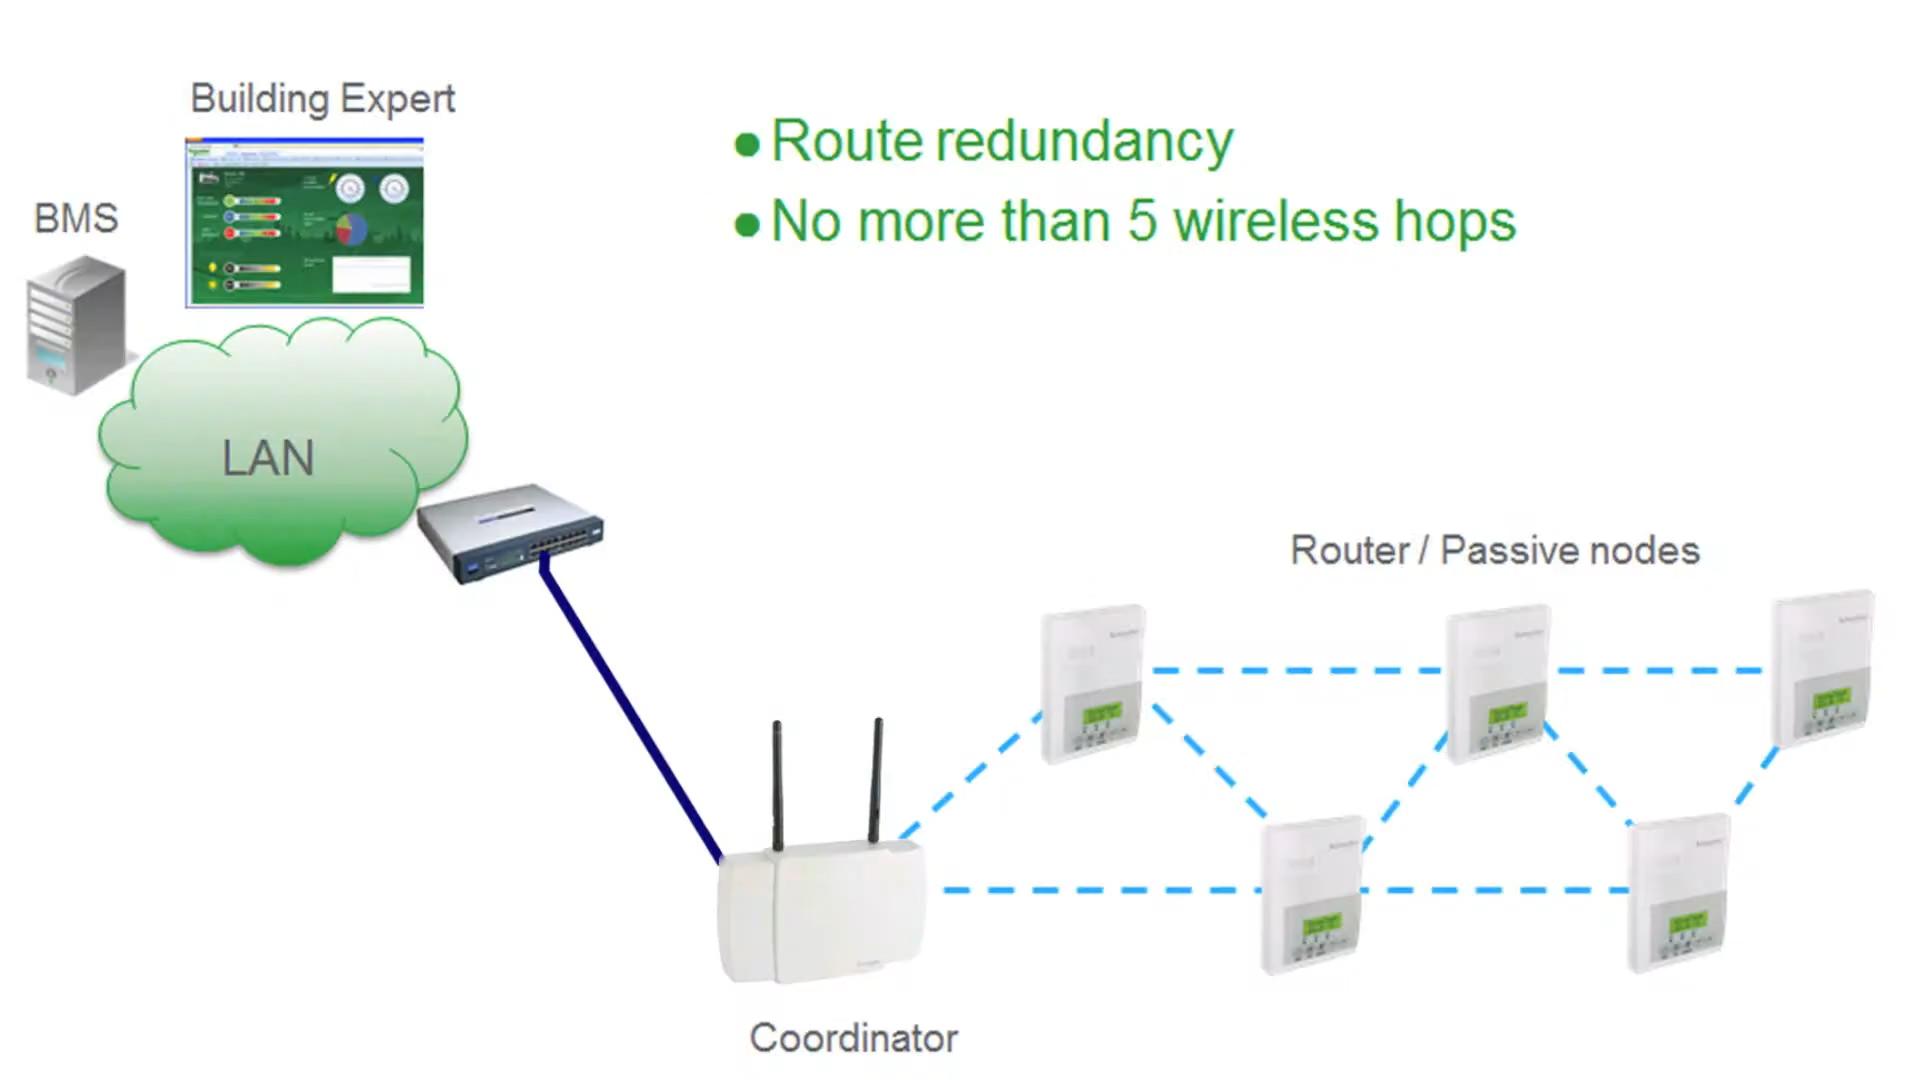 Building Expert
● Route redundancy
● No more than 5 wireless hops
BMS
LAN
Router / Passive nodes
Coordinator